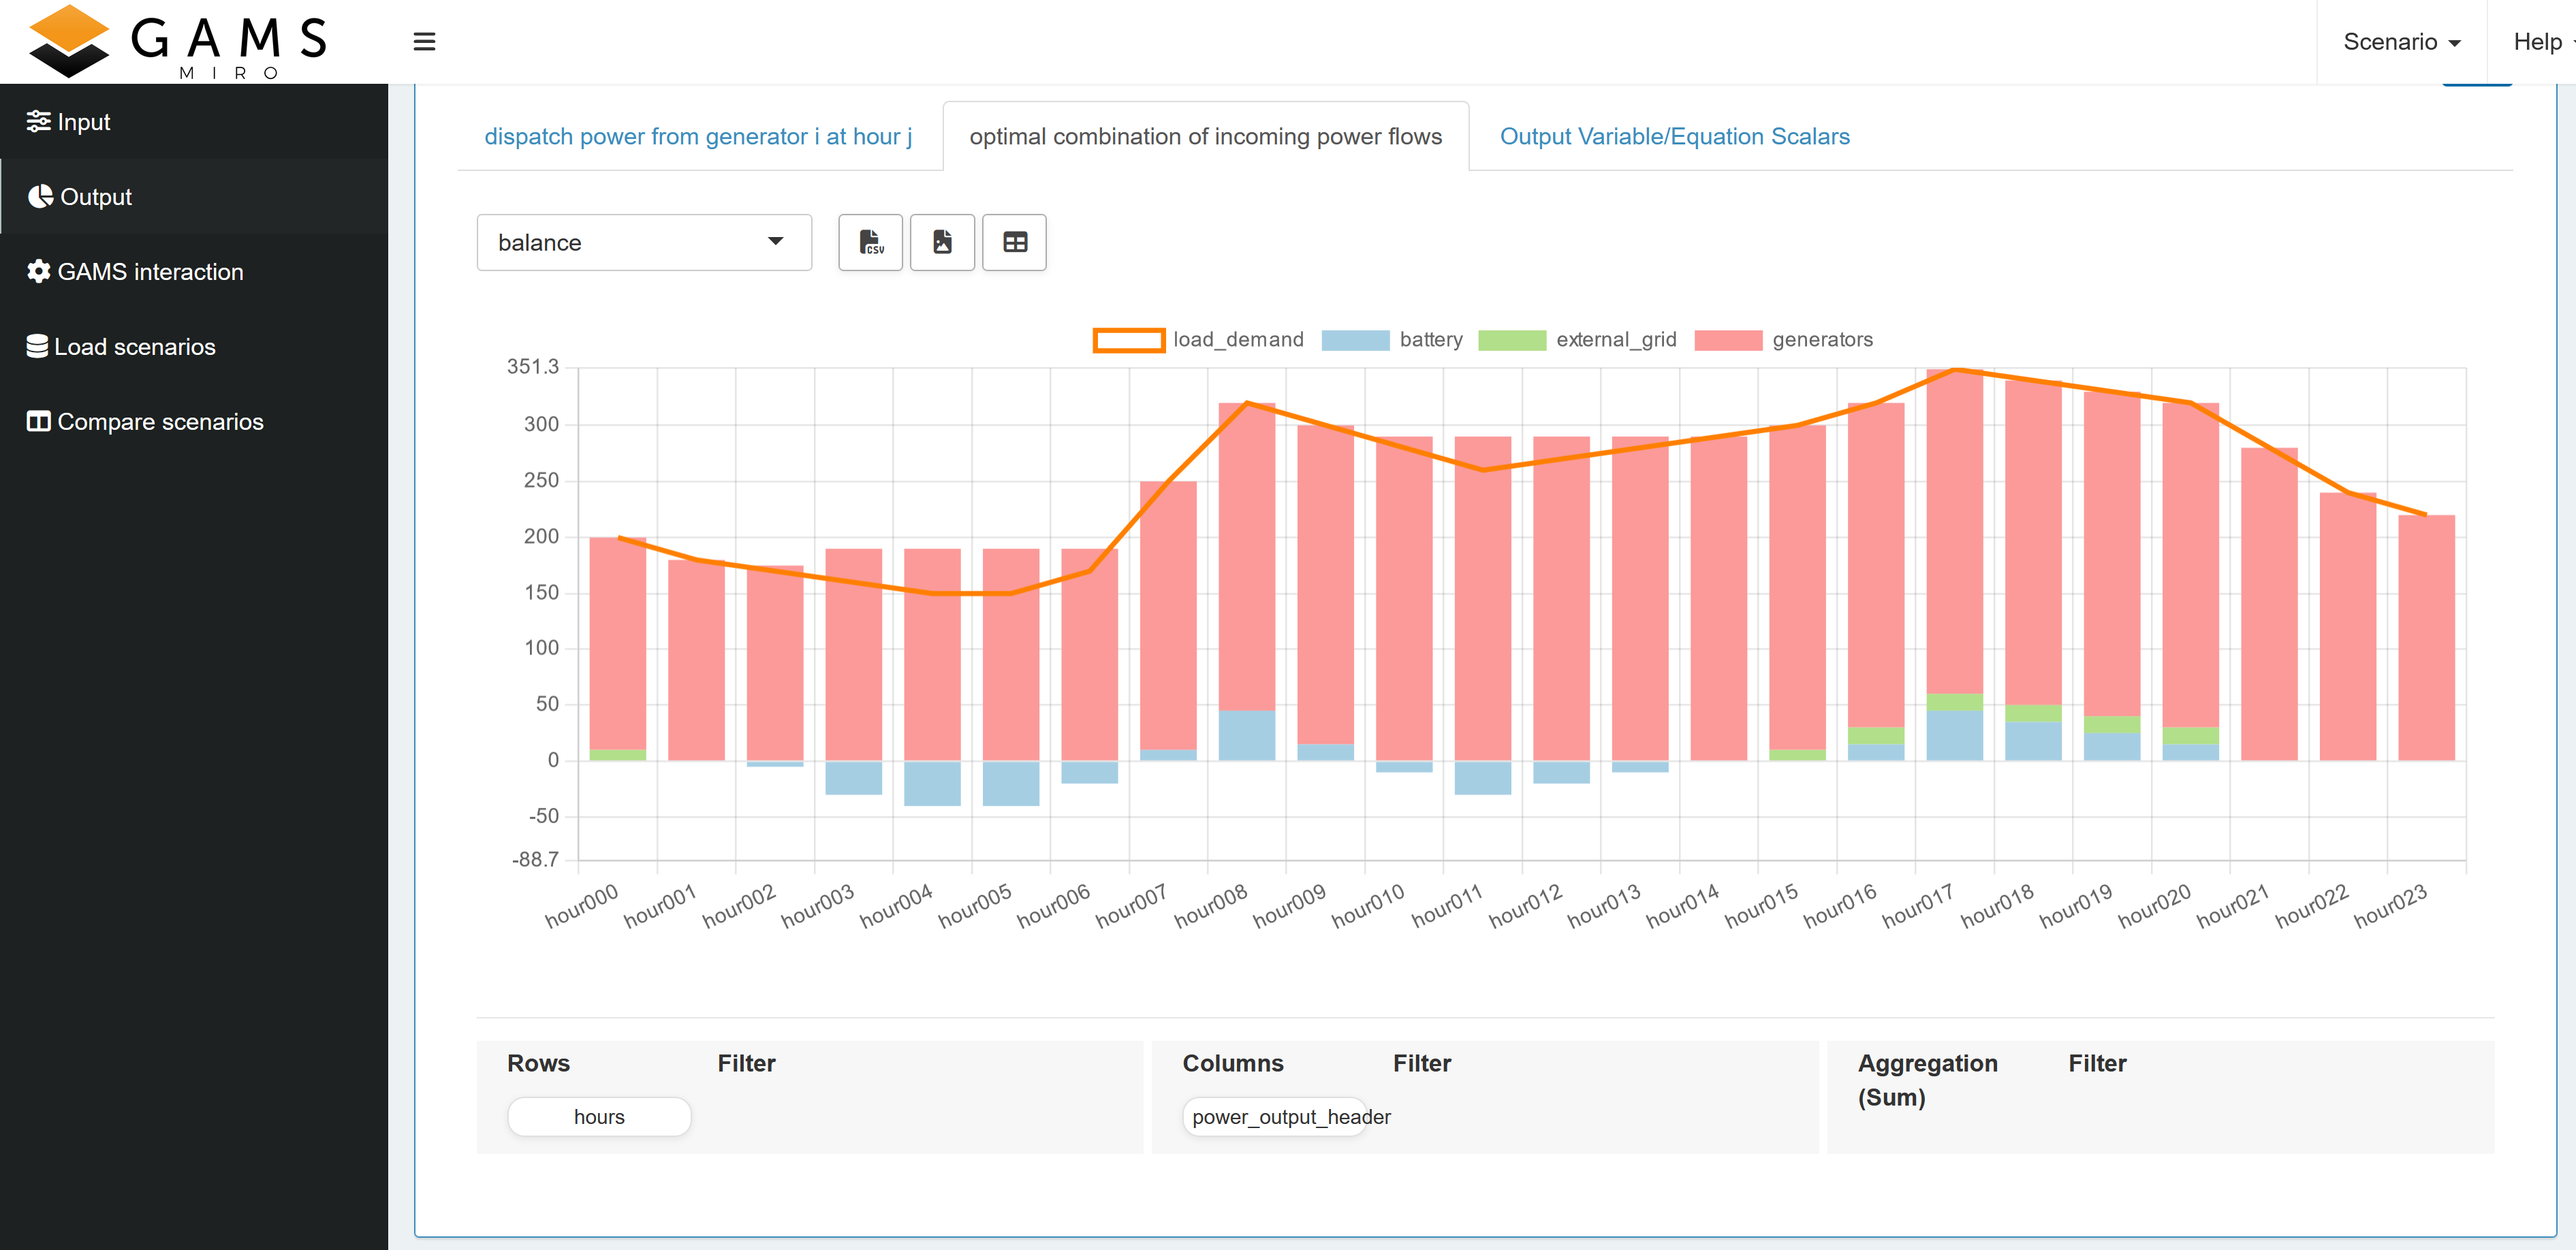 GAMS
MIRO
Scenario
Help
Input
Output
GAMS interaction
Load scenarios
Compare scenarios
dispatch power from generator i at hour j
optimal combination of incoming power flows
Output Variable/Equation Scalars
balance
CSV
load_demand
battery
external_grid
generators
351.3
300
250
200
150
100
50
0
-50
-88.7
hour000
hour001
hour002
hour003
hour004
hour005
hour006
hour007
hour008
hour009
hour010
hour011
hour012
hour013
hour014
hour015
hour016
hour017
hour018
hour019
hour020
hour021
hour022
hour023
Rows
Filter
hours
Columns
Filter
power_output_header
Aggregation
(Sum)
Filter